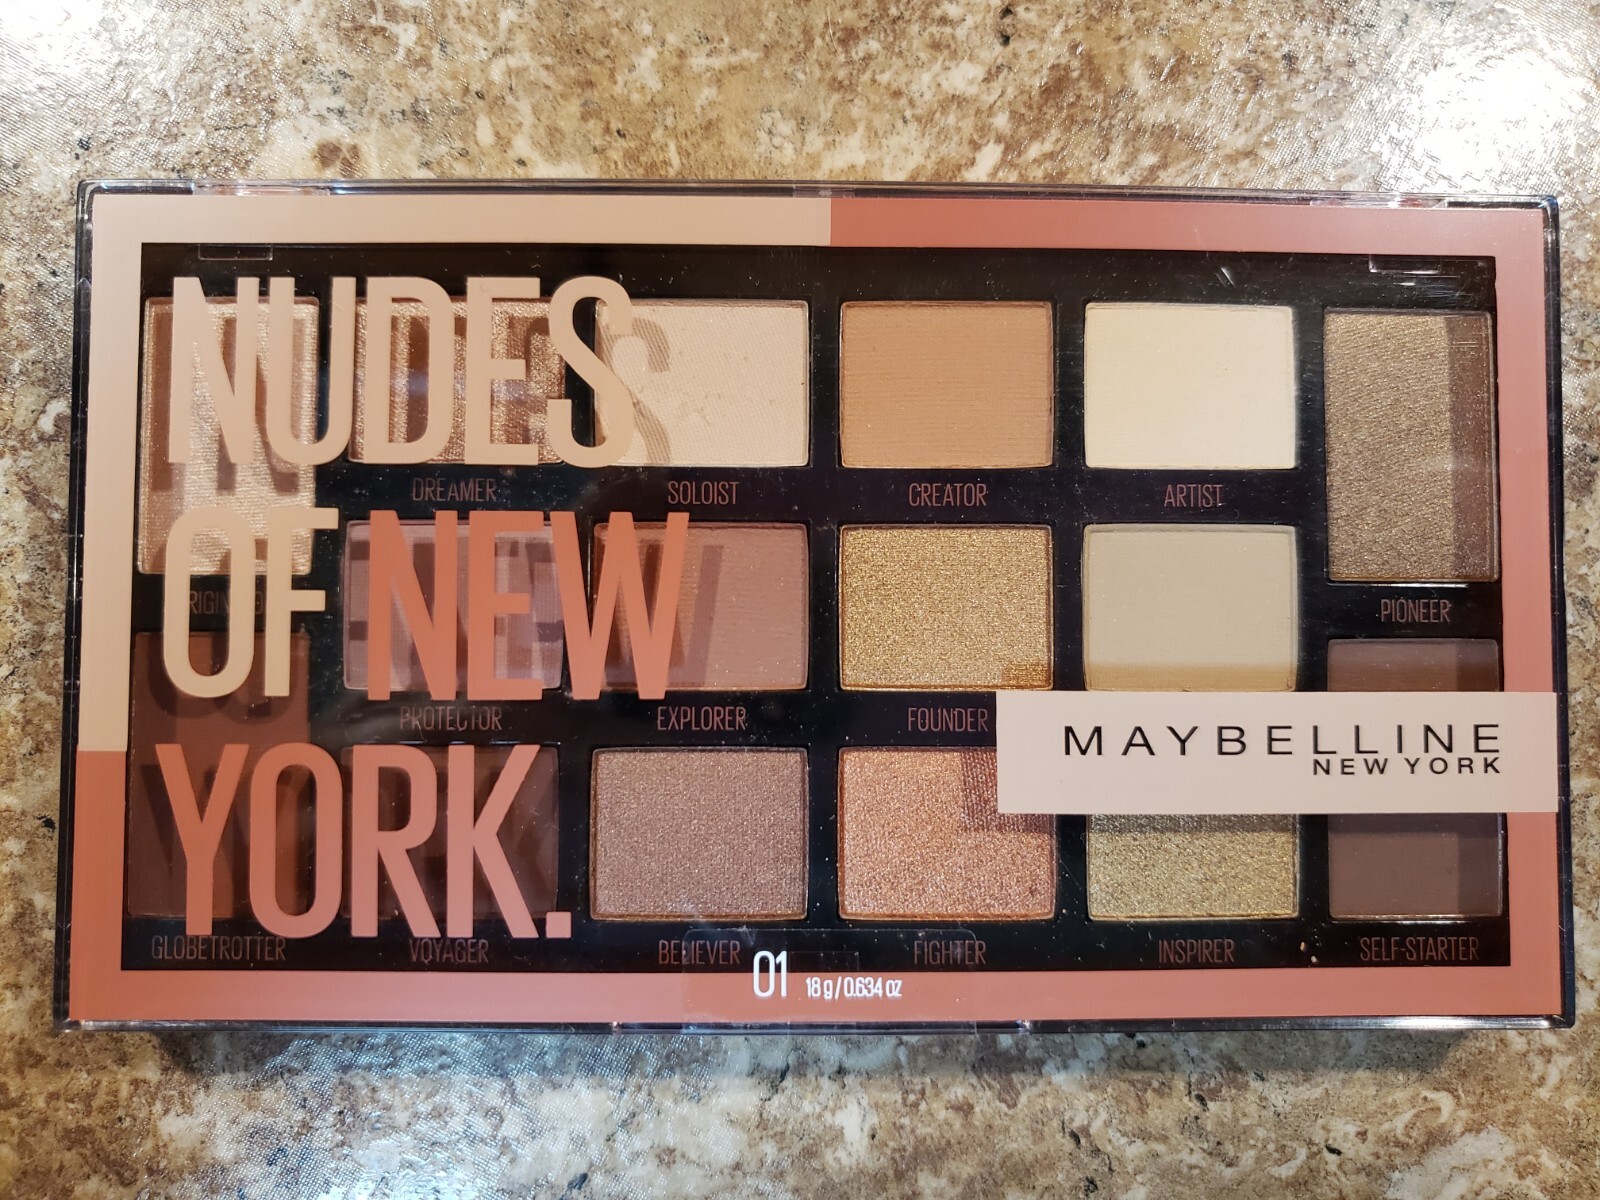 NUDES
OF NEW
YORK.
DREAMER
SOLOIST
CREATOR
ARTIST
PIONEER
PROTECTOR
EXPLORER
FOUNDER
MAYBELLINE
NEW YORK
GLOBETROTTER
VOYAGER
BELIEVER
FIGHTER
INSPIRER
SELF-STARTER
01 18 g / 0.634 oz